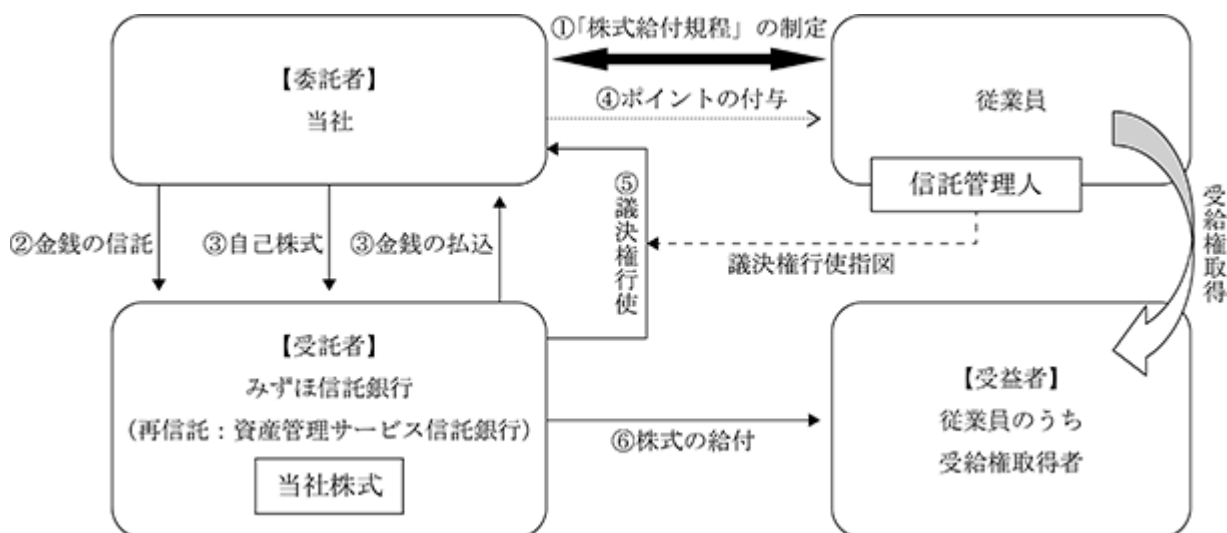 ①「株式給付規程」の制定
【委託者】
当社
④ポイントの付与
従業員
信託管理人
②金銭の信託
③自己株式
③金銭の払込
⑤議決権行使
議決権行使指図
受給権取得
【受託者】
みずほ信託銀行
(再信託：資産管理サービス信託銀行)
当社株式
⑥株式の給付
【受益者】
従業員のうち
受給権取得者